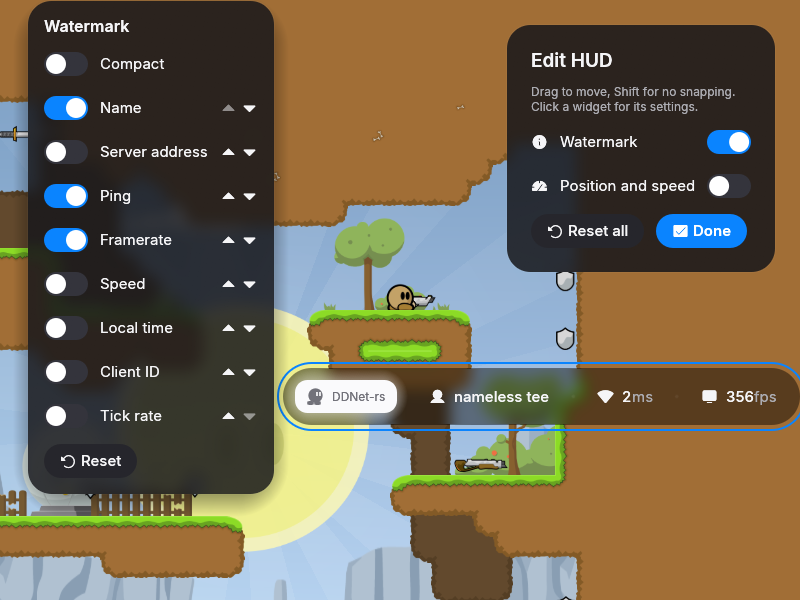 Watermark
Compact
Name
Server address
Ping
Framerate
Speed
Local time
Client ID
Tick rate
Reset
Edit HUD
Drag to move, Shift for no snapping.
Click a widget for its settings.
Watermark
Position and speed
Reset all
Done
DDNet-rs
nameless tee
2ms
356fps